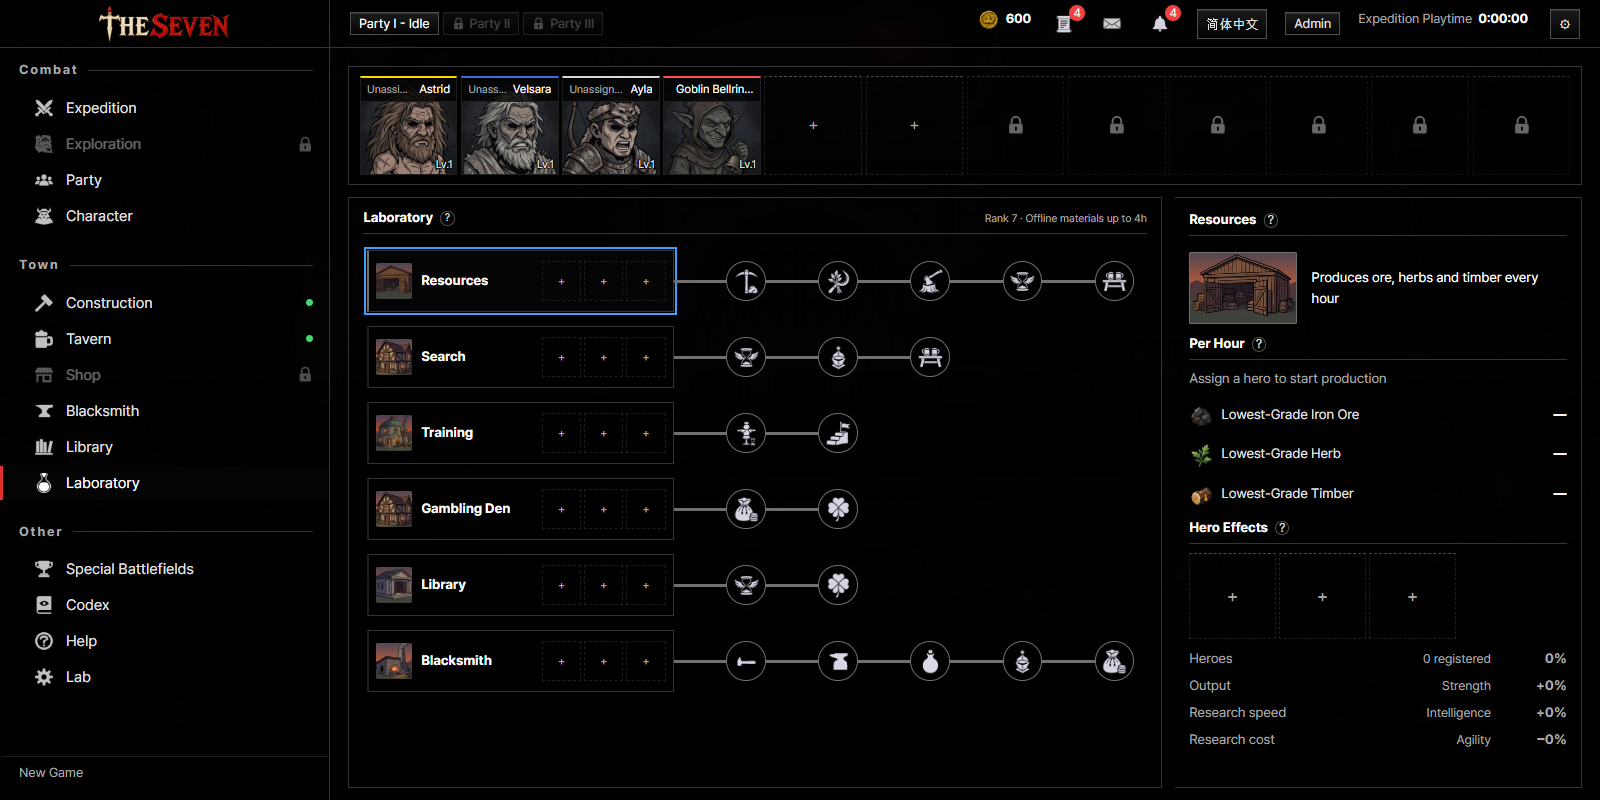 THE SEVEN
Party I - Idle
Party II
Party III
600
4
4
简体中文
Admin
Expedition Playtime 0:00:00
Combat
Expedition
Exploration
Party
Character
Town
Construction
Tavern
Shop
Blacksmith
Library
Laboratory
Other
Special Battlefields
Codex
Help
Lab
New Game
Unassi... Astrid
Lv.1
Unass... Velsara
Lv.1
Unassign... Ayla
Lv.1
Goblin Bellrin...
Lv.1
+
+
Laboratory ?
Rank 7 · Offline materials up to 4h
Resources + + +
Search + + +
Training + + +
Gambling Den + + +
Library + + +
Blacksmith + + +
Resources ?
Produces ore, herbs and timber every
hour
Per Hour ?
Assign a hero to start production
Lowest-Grade Iron Ore —
Lowest-Grade Herb —
Lowest-Grade Timber —
Hero Effects ?
+ + +
Heroes 0 registered 0%
Output Strength +0%
Research speed Intelligence +0%
Research cost Agility −0%